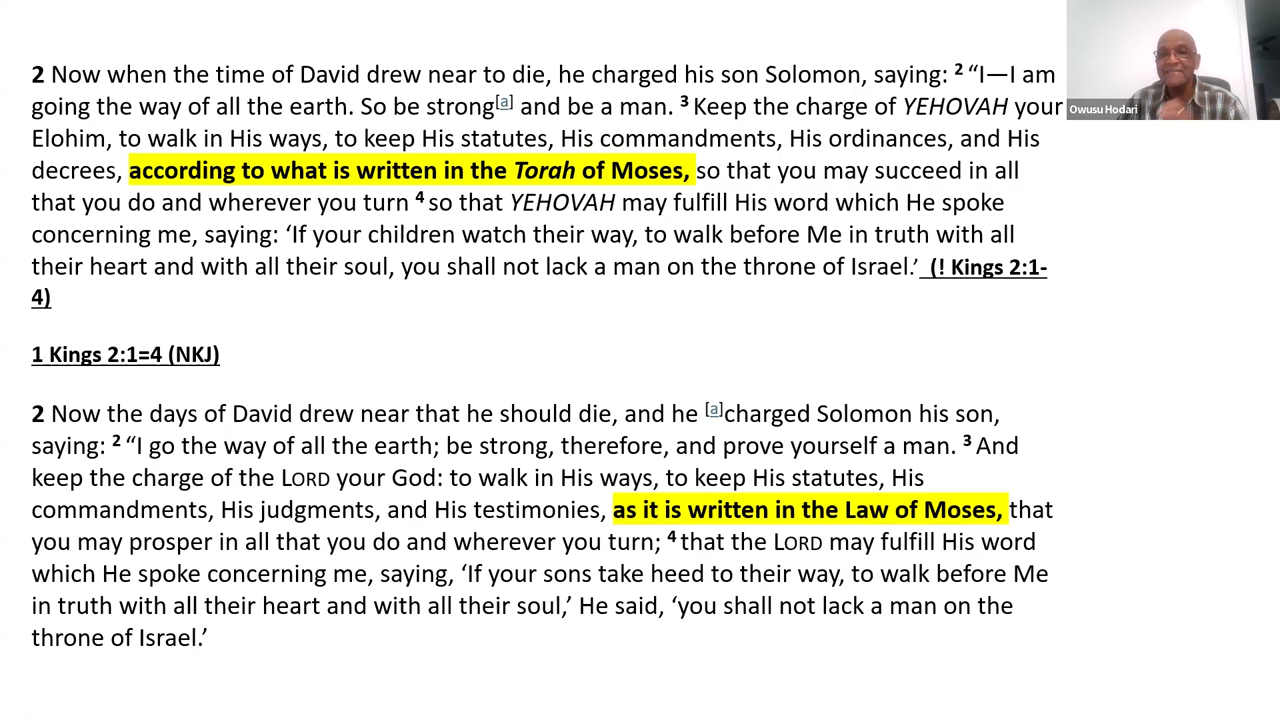 2 Now when the time of David drew near to die, he charged his son Solomon, saying: 2 “I—I am
going the way of all the earth. So be strong[a] and be a man. 3 Keep the charge of YEHOVAH your
Elohim, to walk in His ways, to keep His statutes, His commandments, His ordinances, and His
decrees, according to what is written in the Torah of Moses, so that you may succeed in all
that you do and wherever you turn 4 so that YEHOVAH may fulfill His word which He spoke
concerning me, saying: ‘If your children watch their way, to walk before Me in truth with all
their heart and with all their soul, you shall not lack a man on the throne of Israel.’ (! Kings 2:1-
4)
1 Kings 2:1=4 (NKJ)
2 Now the days of David drew near that he should die, and he [a]charged Solomon his son,
saying: 2 “I go the way of all the earth; be strong, therefore, and prove yourself a man. 3 And
keep the charge of the LORD your God: to walk in His ways, to keep His statutes, His
commandments, His judgments, and His testimonies, as it is written in the Law of Moses, that
you may prosper in all that you do and wherever you turn; 4 that the LORD may fulfill His word
which He spoke concerning me, saying, ‘If your sons take heed to their way, to walk before Me
in truth with all their heart and with all their soul,’ He said, ‘you shall not lack a man on the
throne of Israel.’
Owusu Hodari